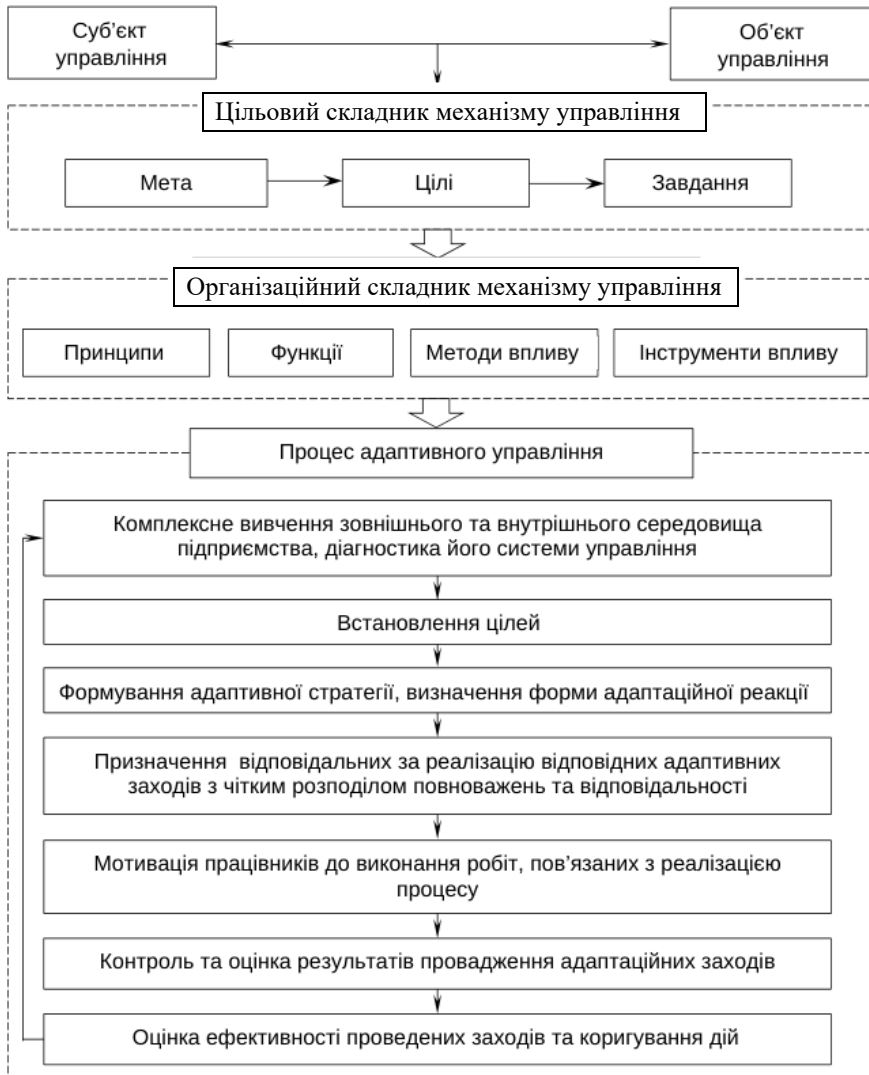 Суб’єкт
управління
Об’єкт
управління
Цільовий складник механізму управління
Мета
Цілі
Завдання
Організаційний складник механізму управління
Принципи
Функції
Методи впливу
Інструменти впливу
Процес адаптивного управління
Комплексне вивчення зовнішнього та внутрішнього середовища
підприємства, діагностика його системи управління
Встановлення цілей
Формування адаптивної стратегії, визначення форми адаптаційної реакції
Призначення  відповідальних за реалізацію відповідних адаптивних
заходів з чітким розподілом повноважень та відповідальності
Мотивація працівників до виконання робіт, пов’язаних з реалізацією
процесу
Контроль та оцінка результатів провадження адаптаційних заходів
Оцінка ефективності проведених заходів та коригування дій